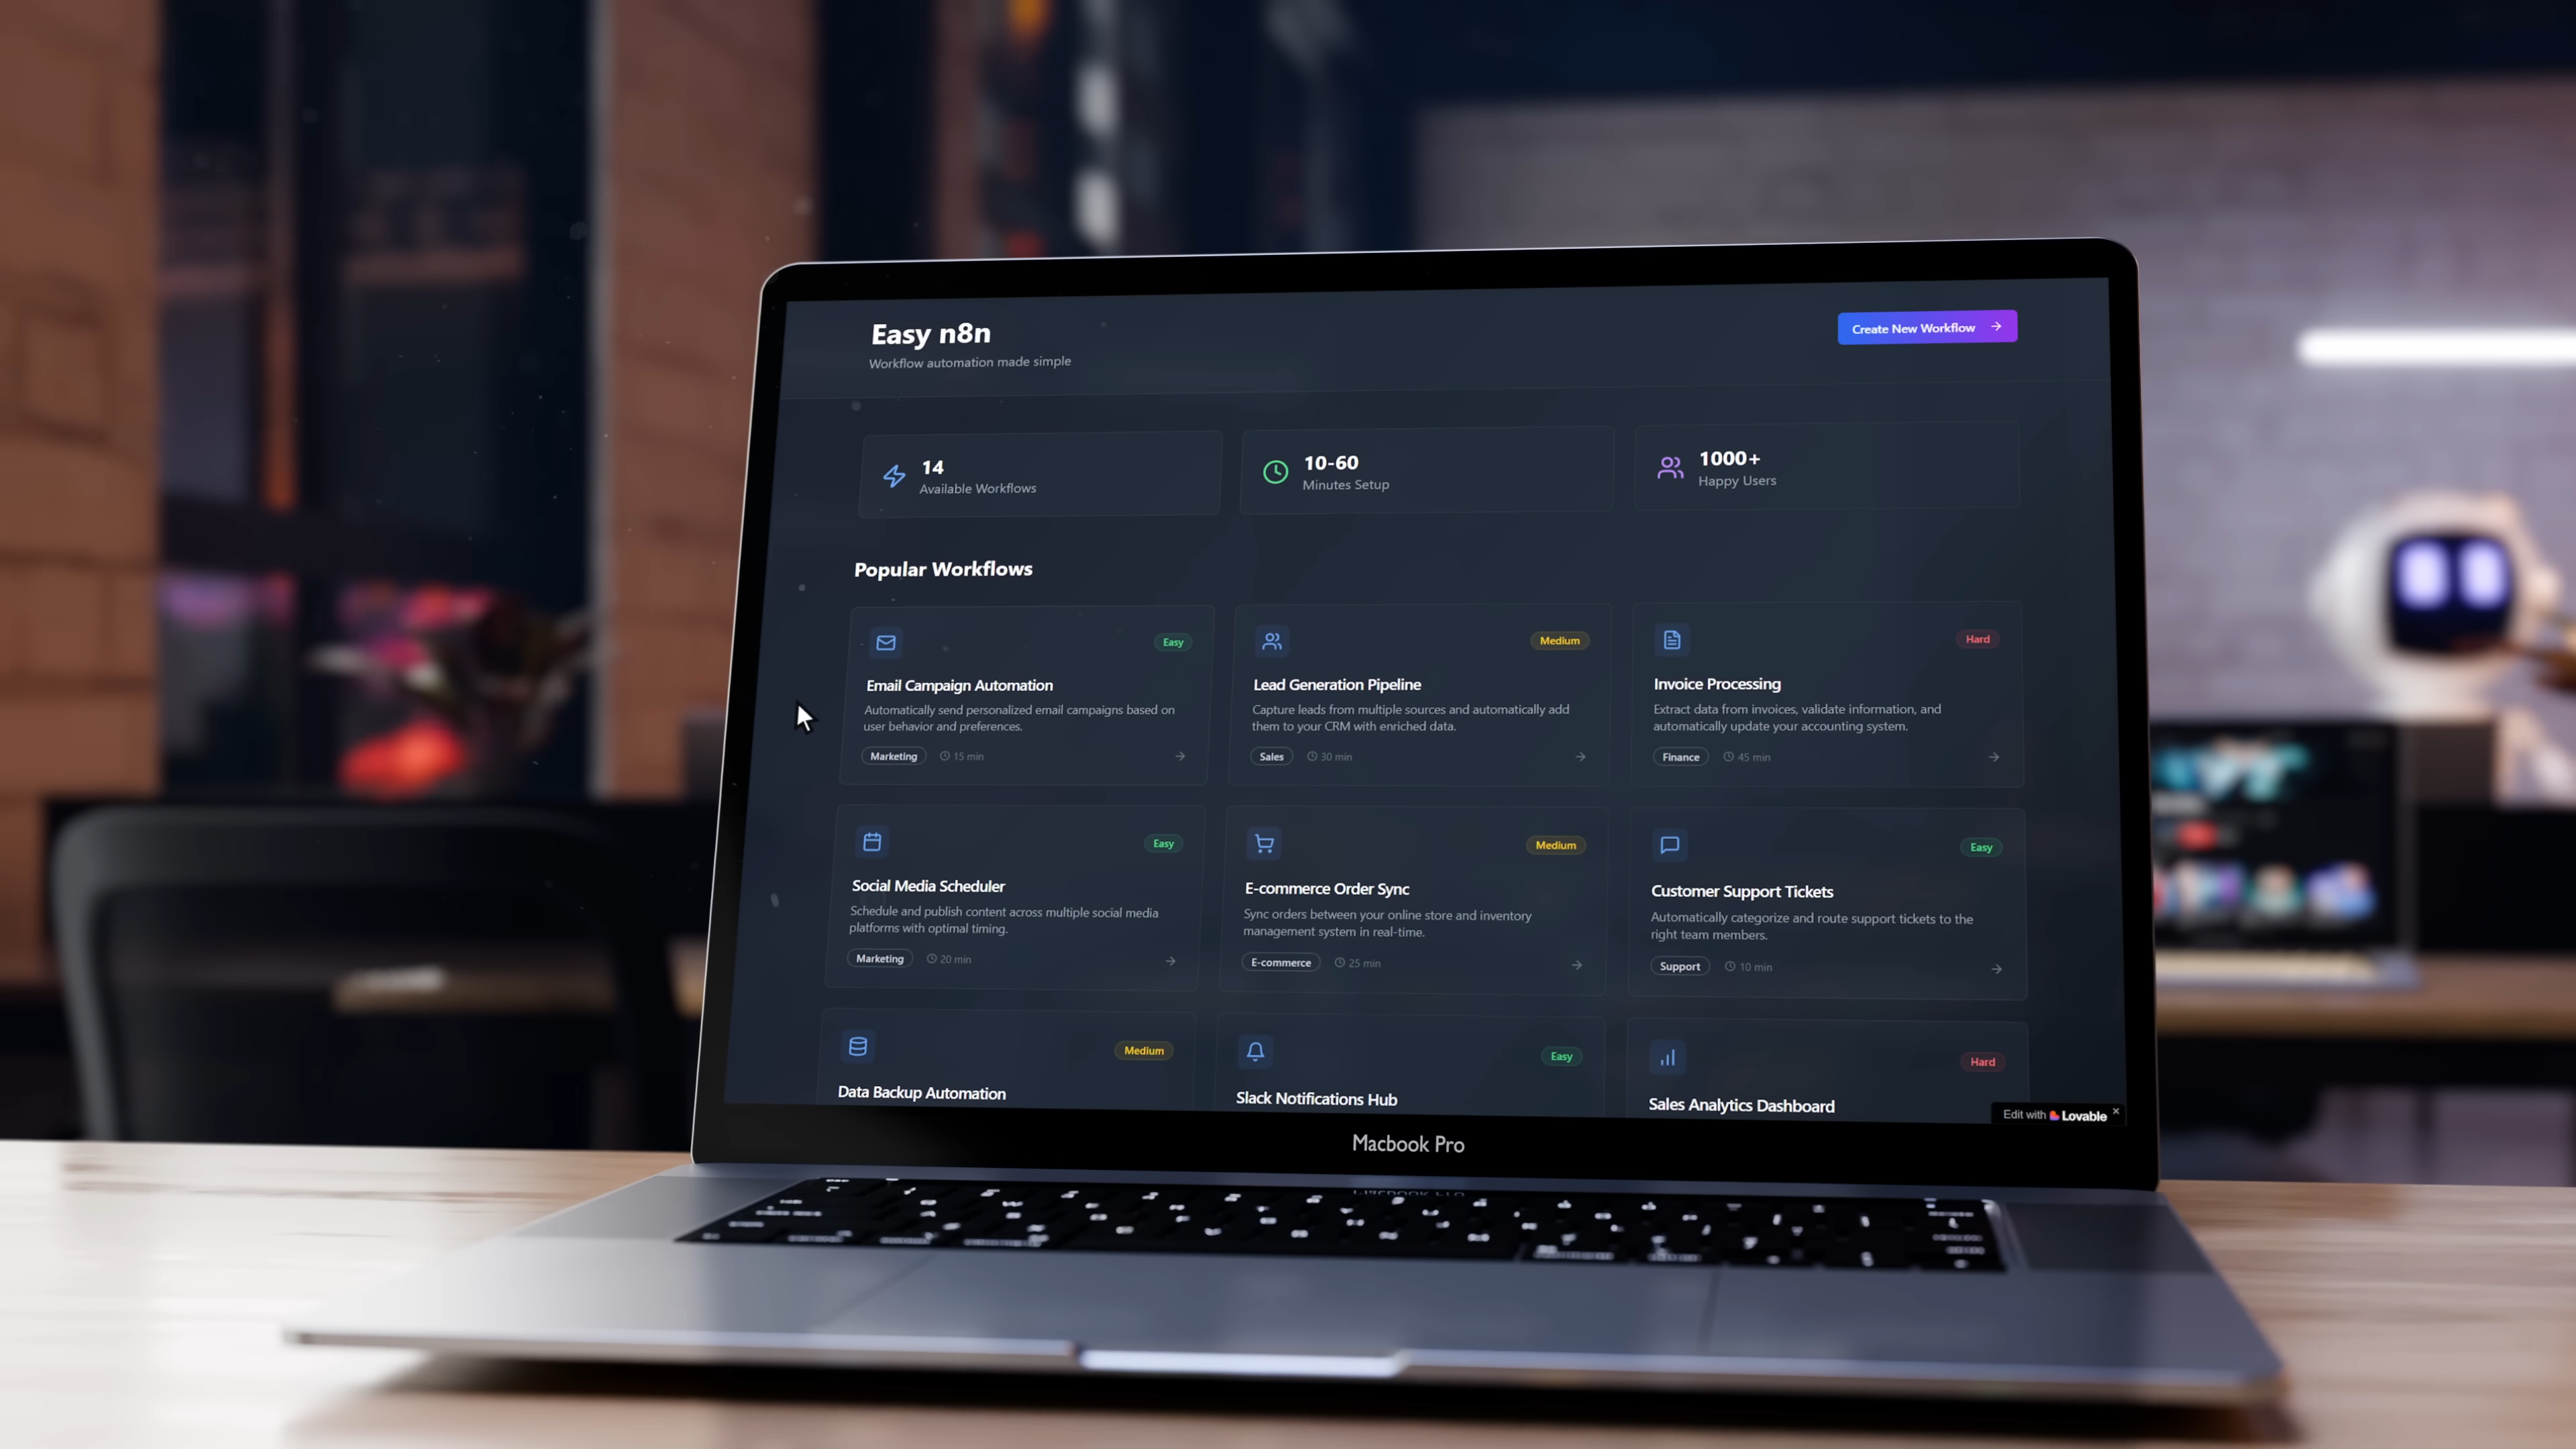 Easy n8n
Workflow automation made simple
Create New Workflow
14
Available Workflows
10-60
Minutes Setup
1000+
Happy Users
Popular Workflows
Easy
Email Campaign Automation
Automatically send personalized email campaigns based on
user behavior and preferences.
Marketing 15 min
Medium
Lead Generation Pipeline
Capture leads from multiple sources and automatically add
them to your CRM with enriched data.
Sales 30 min
Hard
Invoice Processing
Extract data from invoices, validate information, and
automatically update your accounting system.
Finance 45 min
Easy
Social Media Scheduler
Schedule and publish content across multiple social media
platforms with optimal timing.
Marketing 20 min
Medium
E-commerce Order Sync
Sync orders between your online store and inventory
management system in real-time.
E-commerce 25 min
Easy
Customer Support Tickets
Automatically categorize and route support tickets to the
right team members.
Support 10 min
Medium
Data Backup Automation
Easy
Slack Notifications Hub
Hard
Sales Analytics Dashboard
Edit with Lovable
Macbook Pro